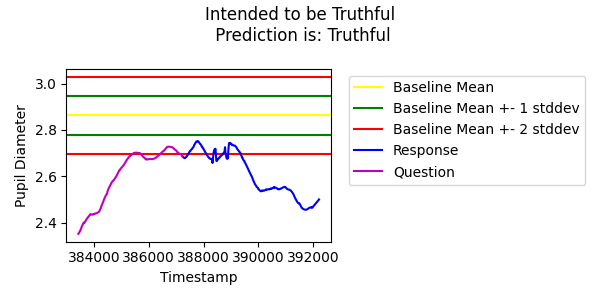 Intended to be Truthful
Prediction is: Truthful
3.0
2.8
2.6
2.4
Pupil Diameter
384000 386000 388000 390000 392000
Timestamp
Baseline Mean
Baseline Mean +- 1 stddev
Baseline Mean +- 2 stddev
Response
Question